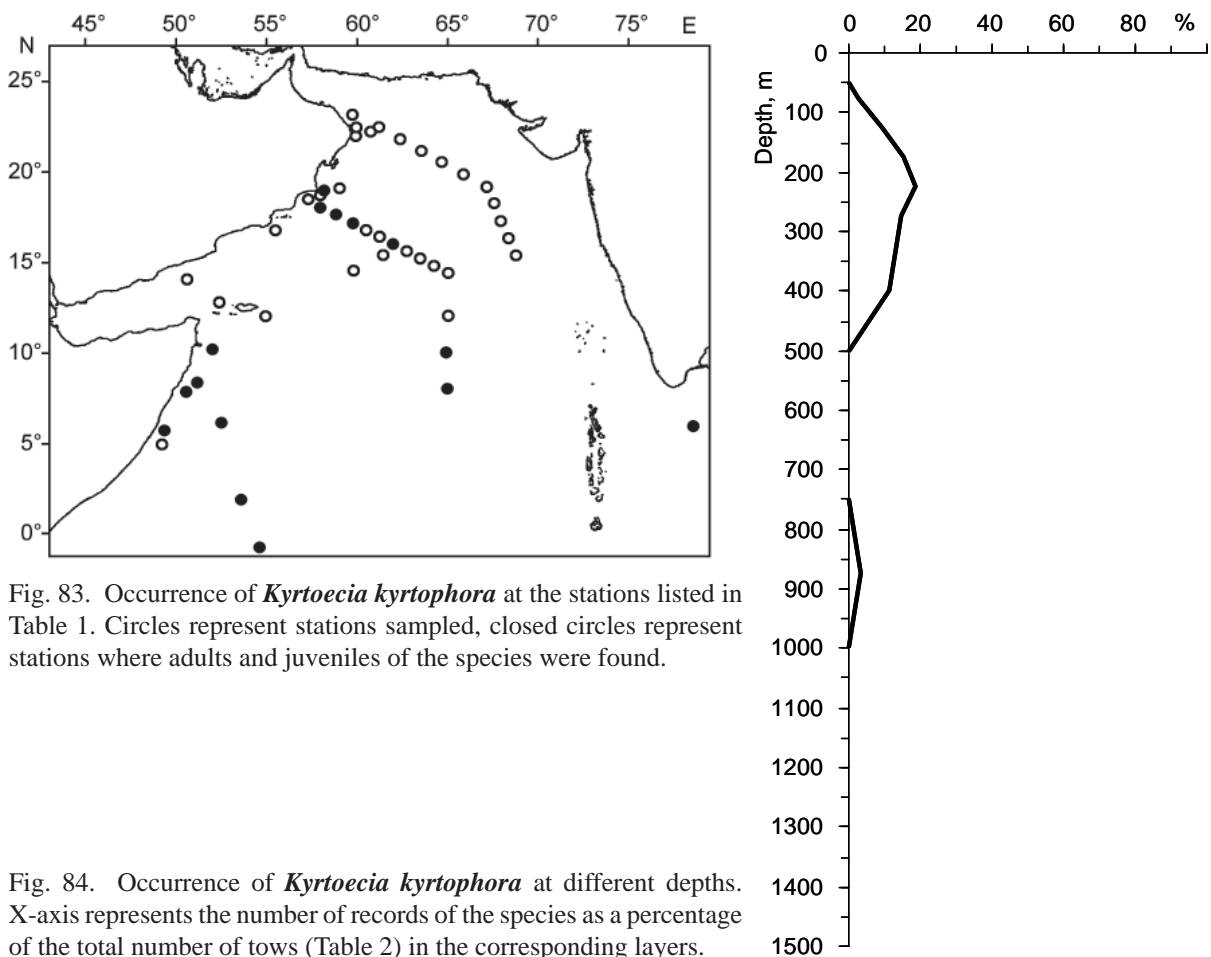 45° 50° 55° 60° 65° 70° 75° E
N
25°
20°
15°
10°
5°
0°
Fig. 83. Occurrence of Kyrtoecia kyrtophora at the stations listed in
Table 1. Circles represent stations sampled, closed circles represent
stations where adults and juveniles of the species were found.
0 20 40 60 80 %
Depth, m
0
100
200
300
400
500
600
700
800
900
1000
1100
1200
1300
1400
1500
Fig. 84. Occurrence of Kyrtoecia kyrtophora at different depths.
X-axis represents the number of records of the species as a percentage
of the total number of tows (Table 2) in the corresponding layers.